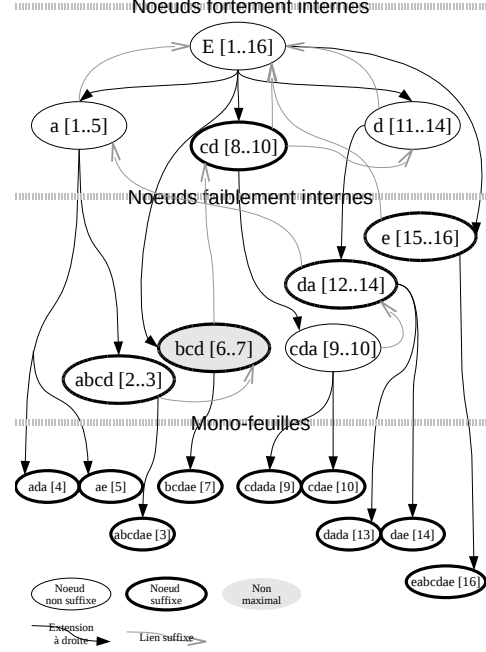 Noeuds fortement internes
E [1..16]
a [1..5]
d [11..14]
cd [8..10]
Noeuds faiblement internes
e [15..16]
da [12..14]
bcd [6..7]
cda [9..10]
abcd [2..3]
Mono-feuilles
ada [4]
ae [5]
bcdae [7]
cdada [9]
cdae [10]
abcdae [3]
dada [13]
dae [14]
eabcdae [16]
Noeud
non suffixe
Noeud
suffixe
Non
maximal
Extension
à droite
Lien suffixe